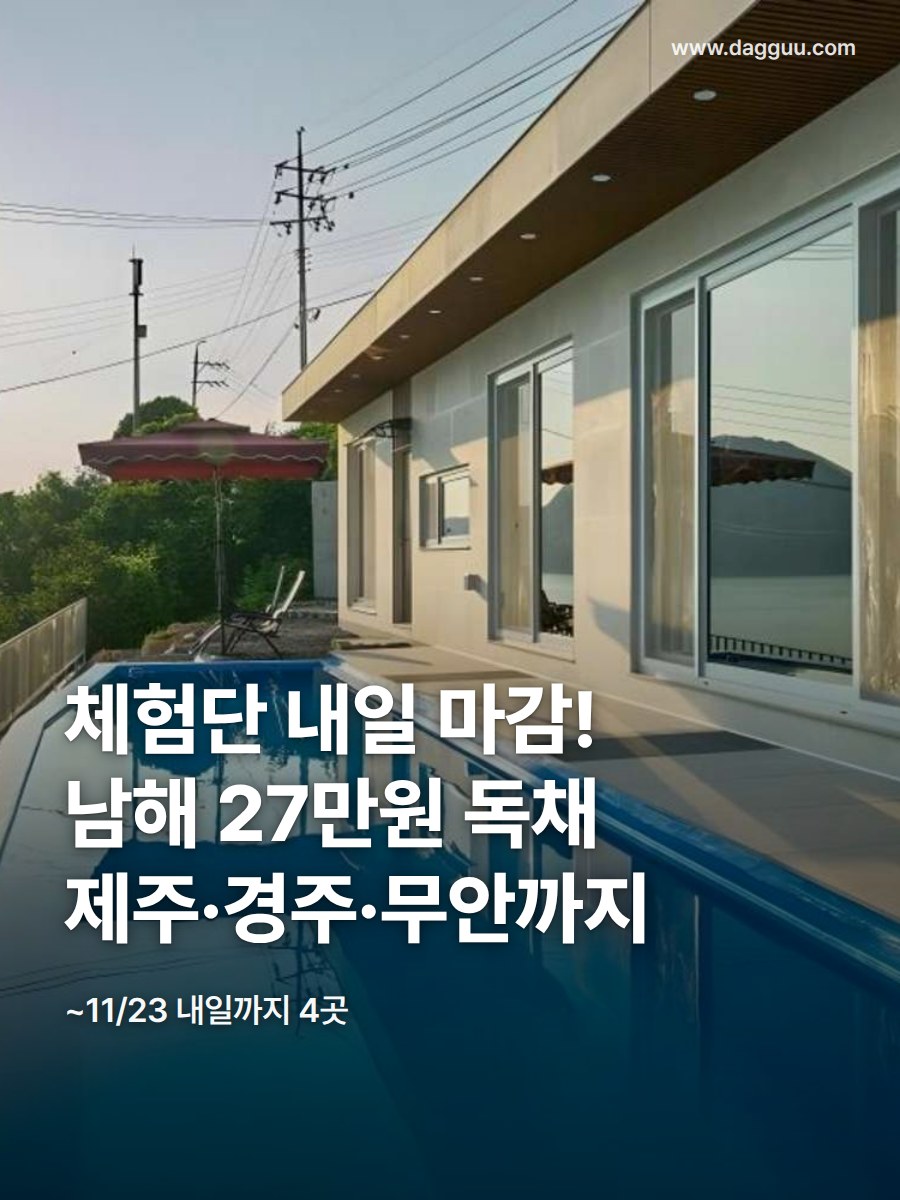 www.dagguu.com
체험단 내일 마감!
남해 27만원 독채
제주·경주·무안까지
~11/23 내일까지 4곳